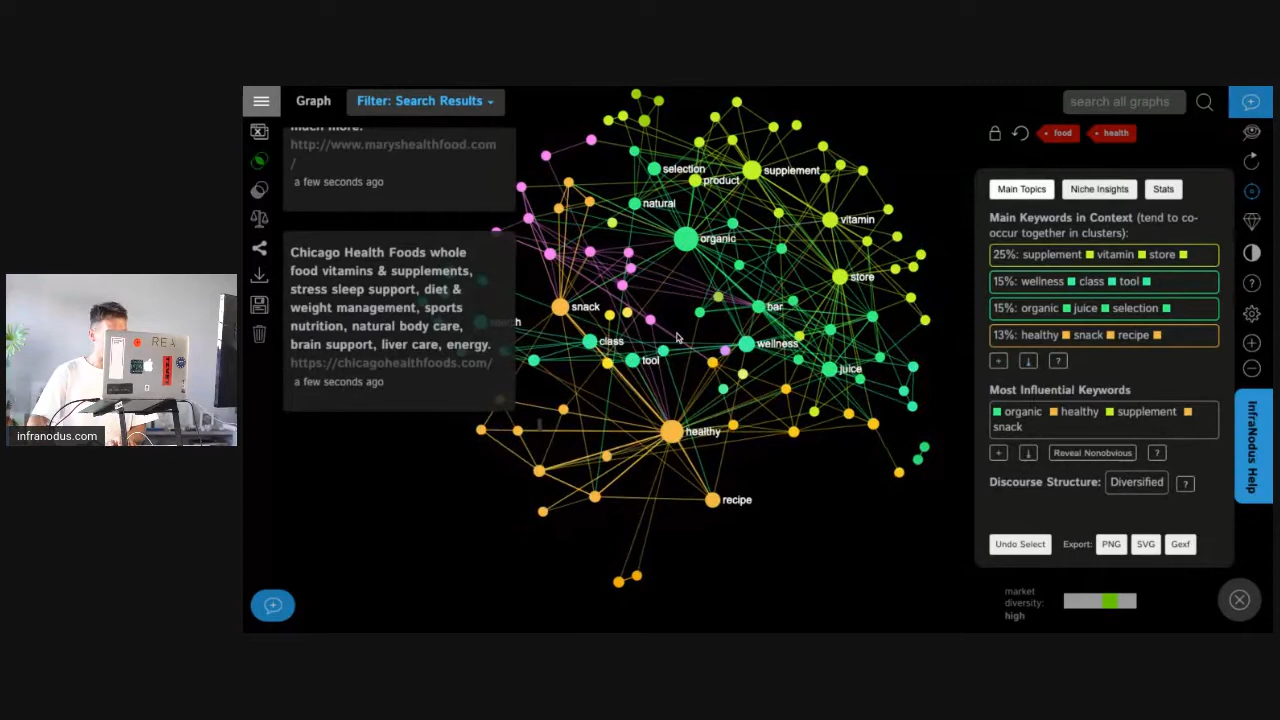 Graph
Filter: Search Results
search all graphs
much more.
http://www.maryshealthfood.com
/
a few seconds ago
Chicago Health Foods whole
food vitamins & supplements,
stress sleep support, diet &
weight management, sports
nutrition, natural body care,
brain support, liver care, energy.
https://chicagohealthfoods.com/
a few seconds ago
selection
product
supplement
natural
vitamin
organic
store
snack
bar
class
wellness
tool
juice
healthy
recipe
food
health
Main Topics
Niche Insights
Stats
Main Keywords in Context (tend to co-
occur together in clusters):
25%: supplement vitamin store
15%: wellness class tool
15%: organic juice selection
13%: healthy snack recipe
+
?
Most Influential Keywords
organic healthy supplement
snack
+
Reveal Nonobvious
?
Discourse Structure: Diversified ?
Undo Select
Export: PNG SVG Gexf
market
diversity:
high
InfraNodus Help
REA
infranodus.com